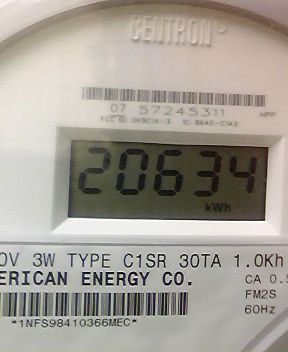 CENTRON®
07 57245311 MPP
20634
kWh
0V 3W TYPE C1SR 30TA 1.0Kh
ERICAN ENERGY CO.
CA 0.5
FM2S
60Hz
*1NFS98410366MEC*